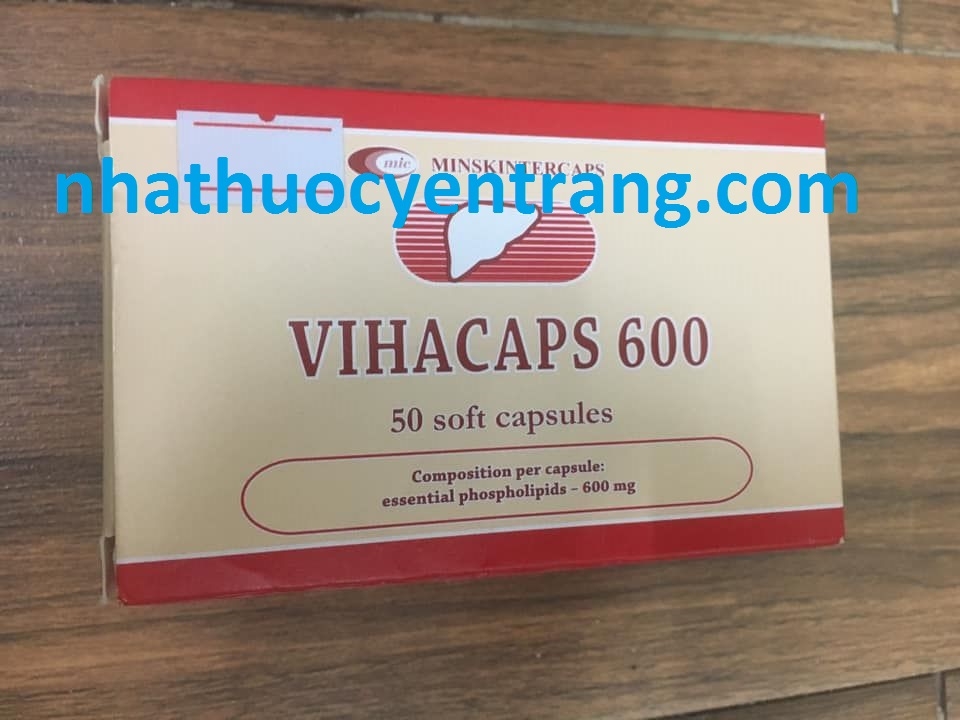 mic MINSKINTERCAPS
nhathuocyentrang.com
VIHACAPS 600
50 soft capsules
Composition per capsule:
essential phospholipids – 600 mg